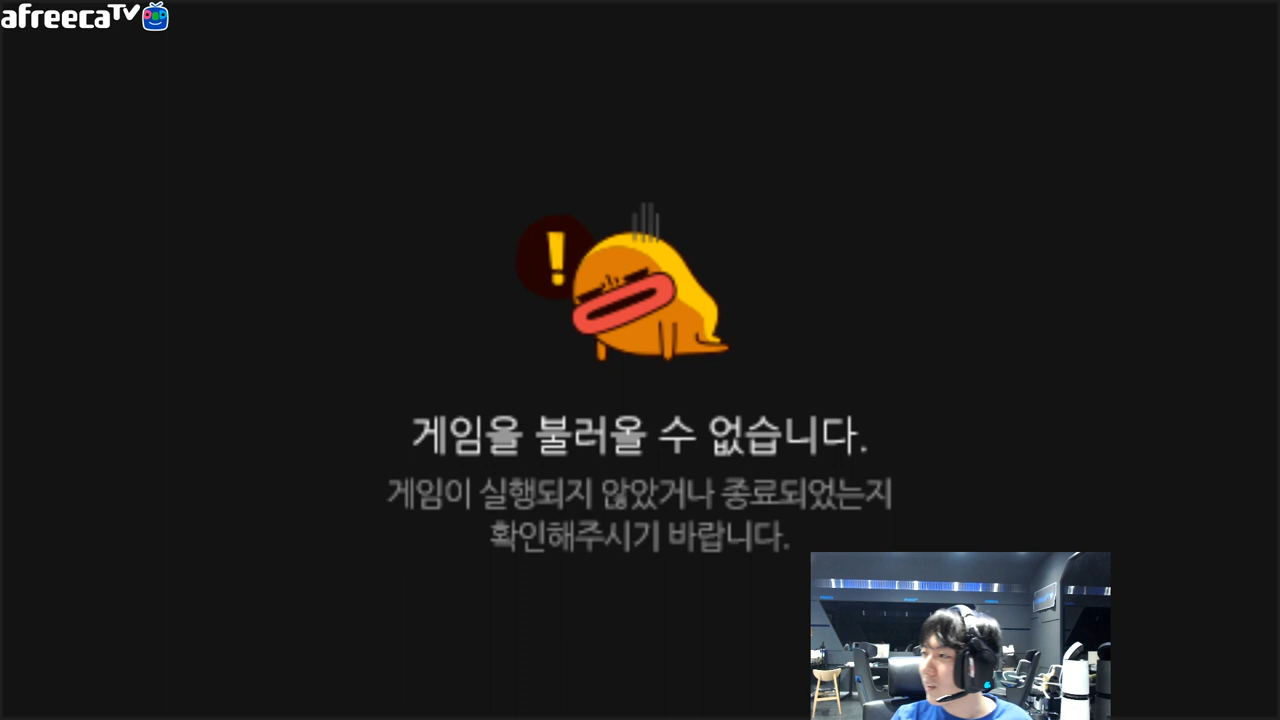 afreecaTV
!
게임을 불러올 수 없습니다.
게임이 실행되지 않았거나 종료되었는지
확인해주시기 바랍니다.